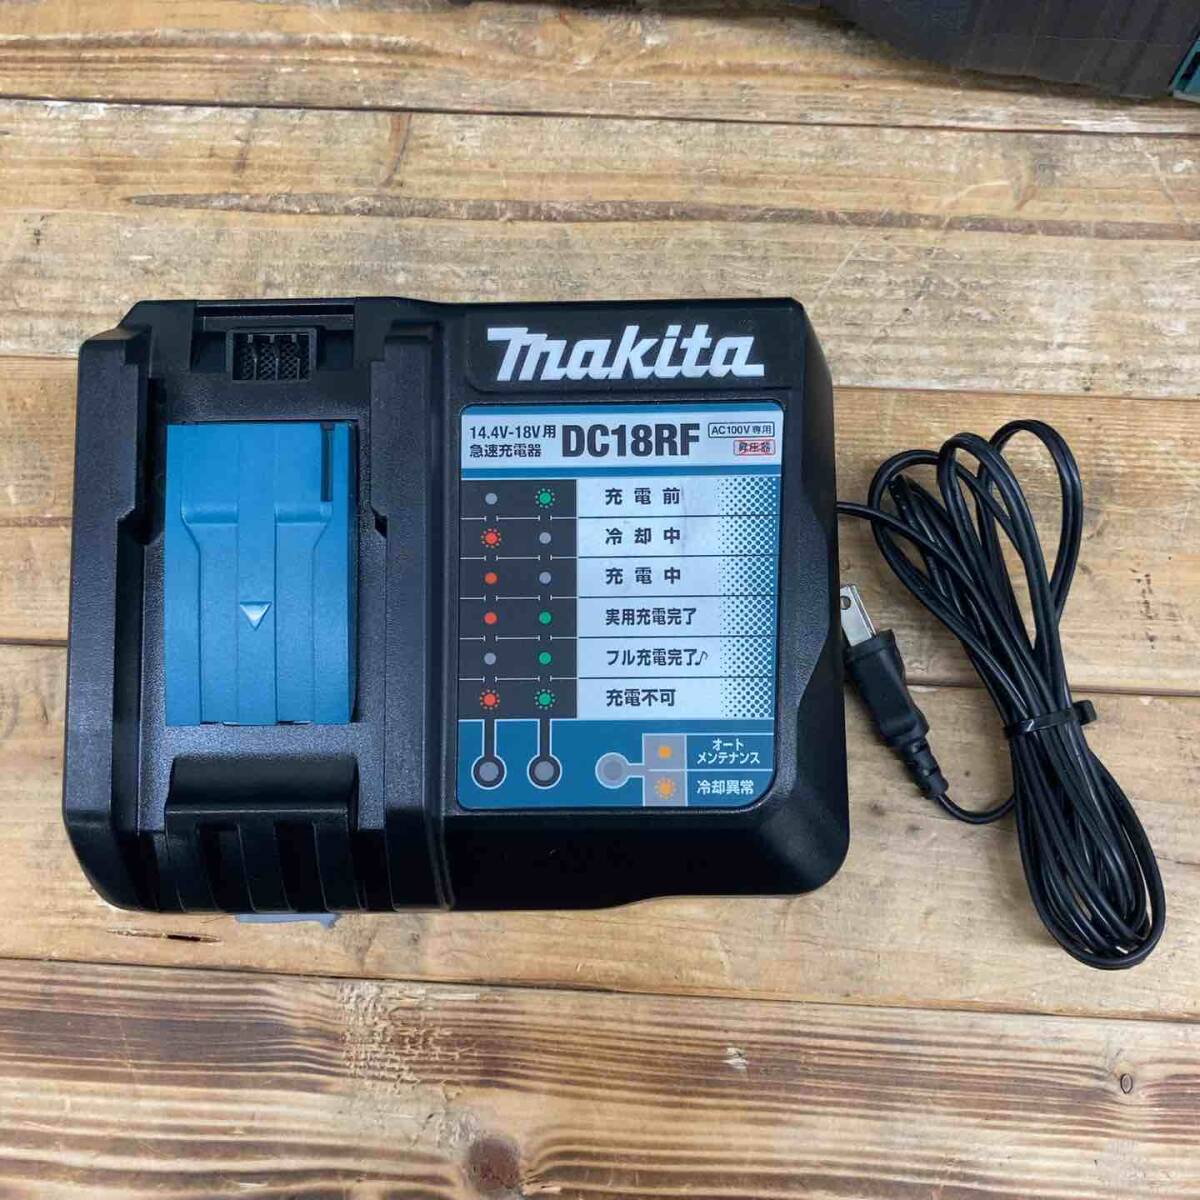 makita
14.4V-18V用
急速充電器
DC18RF
AC100V専用
昇圧器
充電前
冷却中
充電中
実用充電完了
フル充電完了♪
充電不可
オート
メンテナンス
冷却異常